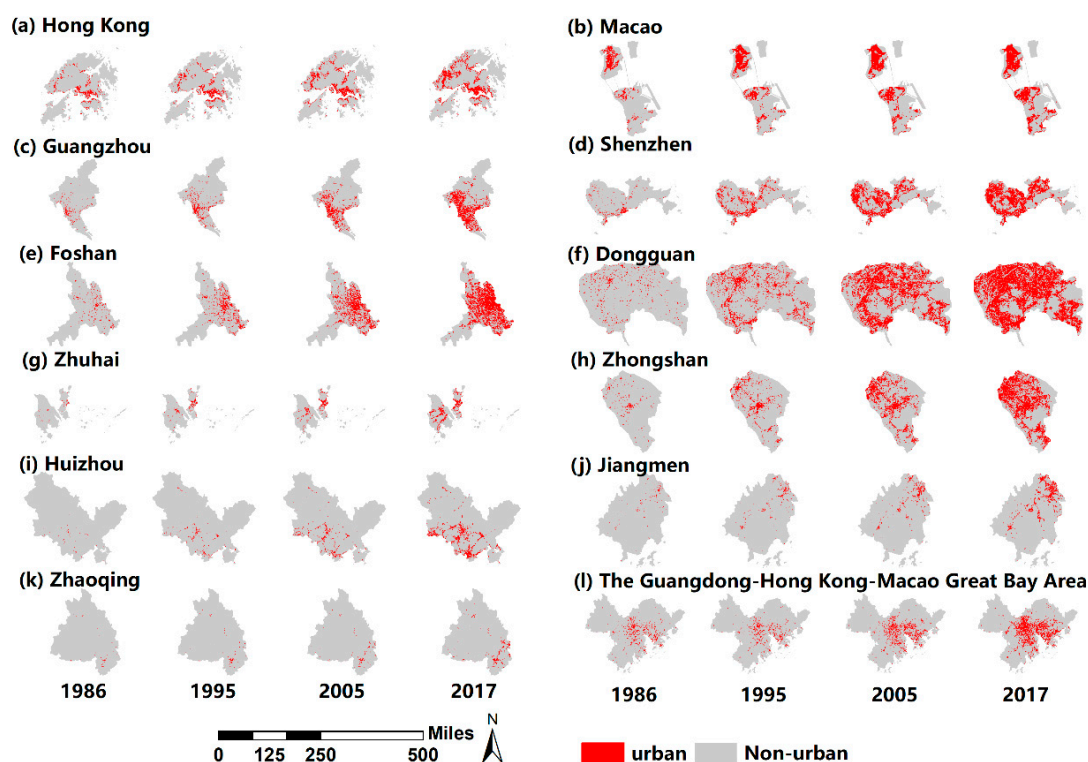 (a) Hong Kong
(b) Macao
(c) Guangzhou
(d) Shenzhen
(e) Foshan
(f) Dongguan
(g) Zhuhai
(h) Zhongshan
(i) Huizhou
(j) Jiangmen
(k) Zhaoqing
(l) The Guangdong-Hong Kong-Macao Great Bay Area
1986 1995 2005 2017
1986 1995 2005 2017
Miles
0 125 250 500
N
urban Non-urban